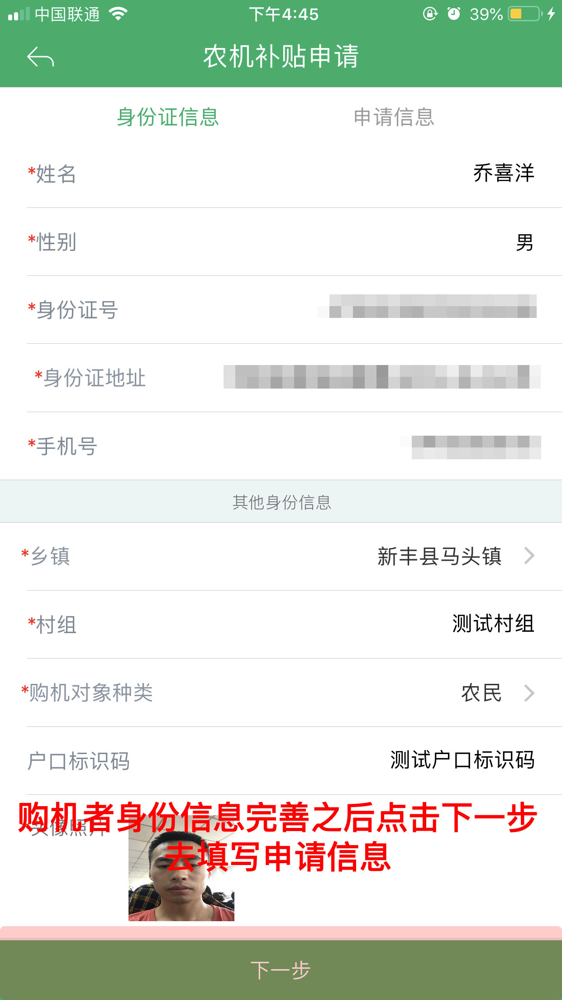 中国联通 下午4:45 39%
农机补贴申请
身份证信息 申请信息
*姓名 乔喜洋
*性别 男
*身份证号
*身份证地址
*手机号
其他身份信息
*乡镇 新丰县马头镇
*村组 测试村组
*购机对象种类 农民
户口标识码 测试户口标识码
购机者身份信息完善之后点击下一步
头像照片
去填写申请信息
下一步